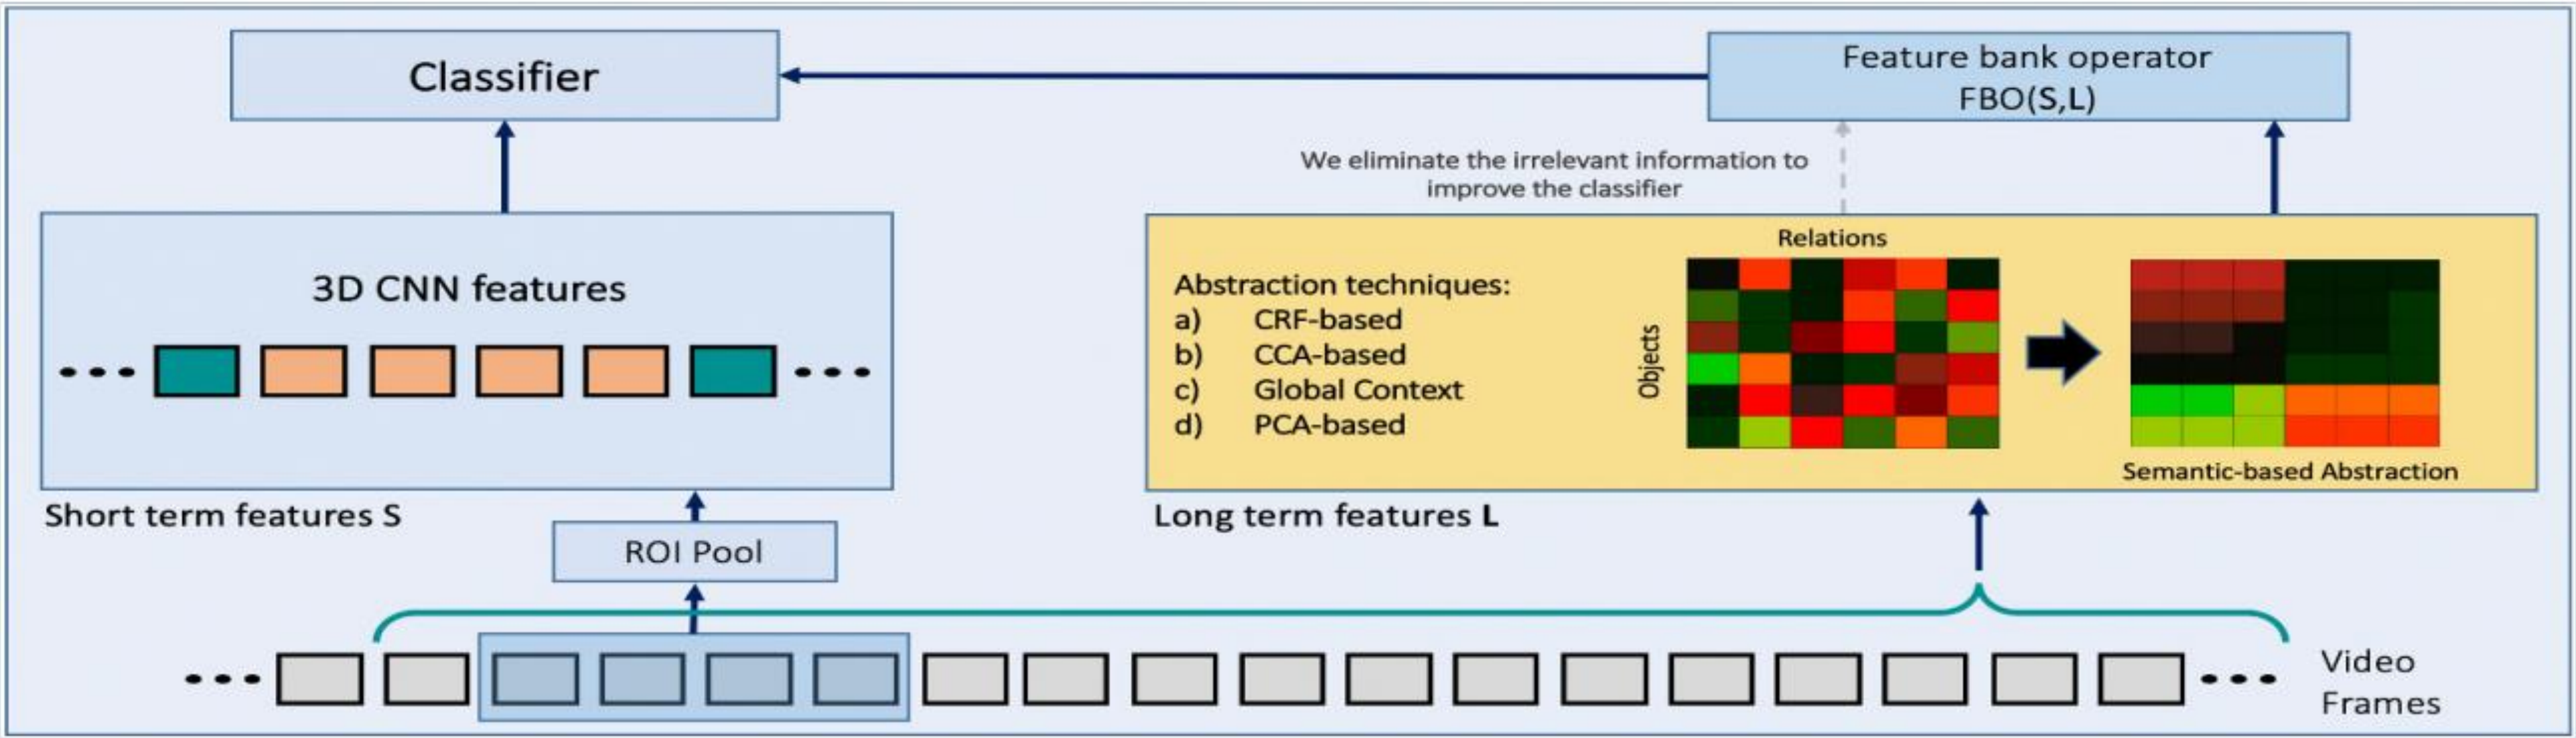 Classifier
Feature bank operator
FBO(S,L)
We eliminate the irrelevant information to
improve the classifier
3D CNN features
Short term features S
ROI Pool
Abstraction techniques:
a) CRF-based
b) CCA-based
c) Global Context
d) PCA-based
Relations
Objects
Semantic-based Abstraction
Long term features L
Video
Frames